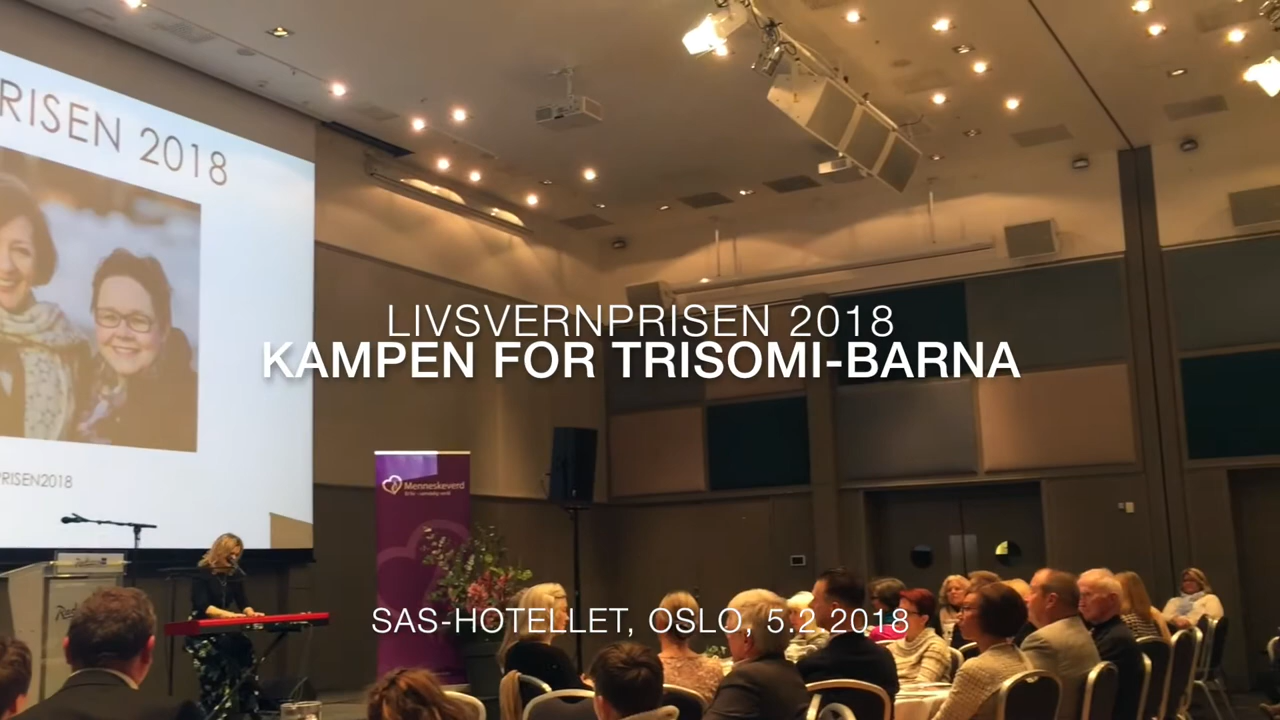 RISEN 2018
LIVSVERNPRISEN 2018
KAMPEN FOR TRISOMI-BARNA
PRISEN2018
Menneskeverd
SAS-HOTELLET, OSLO, 5.2 2018